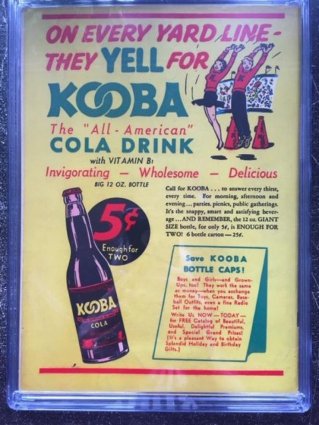 ON EVERY YARD LINE-
THEY YELL FOR
KOOBA
The "All - American"
COLA DRINK
with VITAMIN B1
Invigorating — Wholesome — Delicious
BIG 12 OZ. BOTTLE
5¢
Enough for
TWO
KOOBA
COLA
Call for KOOBA . . . to answer every thirst,
every time. For morning, afternoon and
evening . . . parties, picnics, public gatherings.
It's the snappy, smart and satisfying bever-
age . . . AND REMEMBER, the 12 oz. GIANT
SIZE bottle, for only 5¢, is ENOUGH FOR
TWO! 6 bottle carton — 25¢.
Save KOOBA
BOTTLE CAPS!
Boys and Girls—and Grown-
Ups, too! They work the same
as money—when you exchange
them for Toys, Cameras, Base-
ball Outfits, even a fine Radio
Set for the home!
Write Us NOW — TODAY —
for FREE Catalog of Beautiful,
Useful, Delightful Premiums,
and Special Grand Prizes!
(It's a pleasant Way to obtain
Splendid Holiday and Birthday
Gifts.)